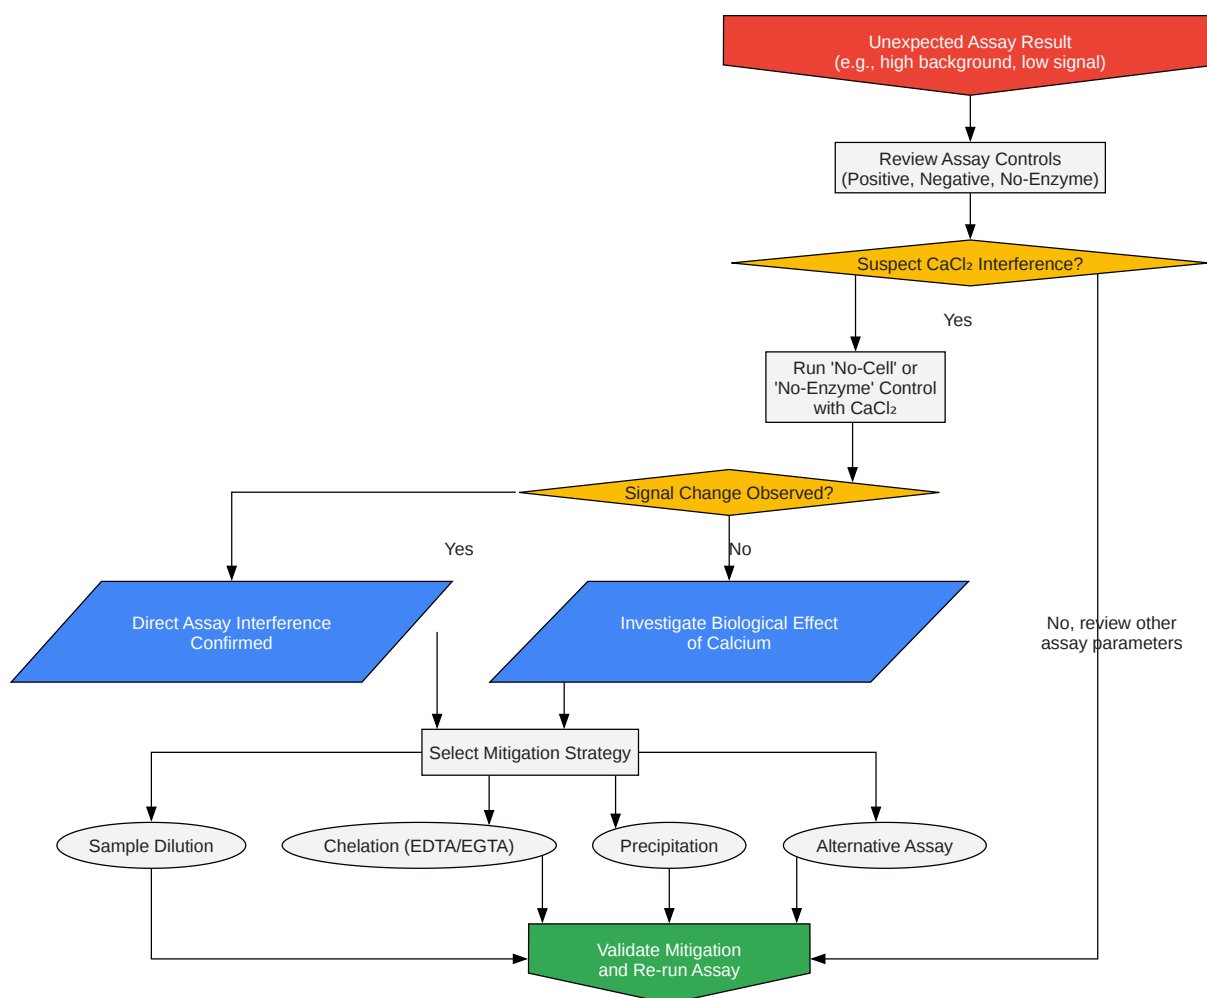 Unexpected Assay Result
(e.g., high background, low signal)
Review Assay Controls
(Positive, Negative, No-Enzyme)
Suspect CaCl₂ Interference?
Yes
Run 'No-Cell' or
'No-Enzyme' Control
with CaCl₂
Signal Change Observed?
Yes
No
Direct Assay Interference
Confirmed
Investigate Biological Effect
of Calcium
No, review other
assay parameters
Select Mitigation Strategy
Sample Dilution
Chelation (EDTA/EGTA)
Precipitation
Alternative Assay
Validate Mitigation
and Re-run Assay